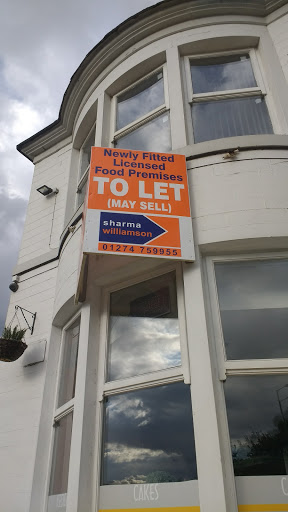 Newly Fitted
Licensed
Food Premises
TO LET
(MAY SELL)
sharma
williamson
01274 759955
CAKES